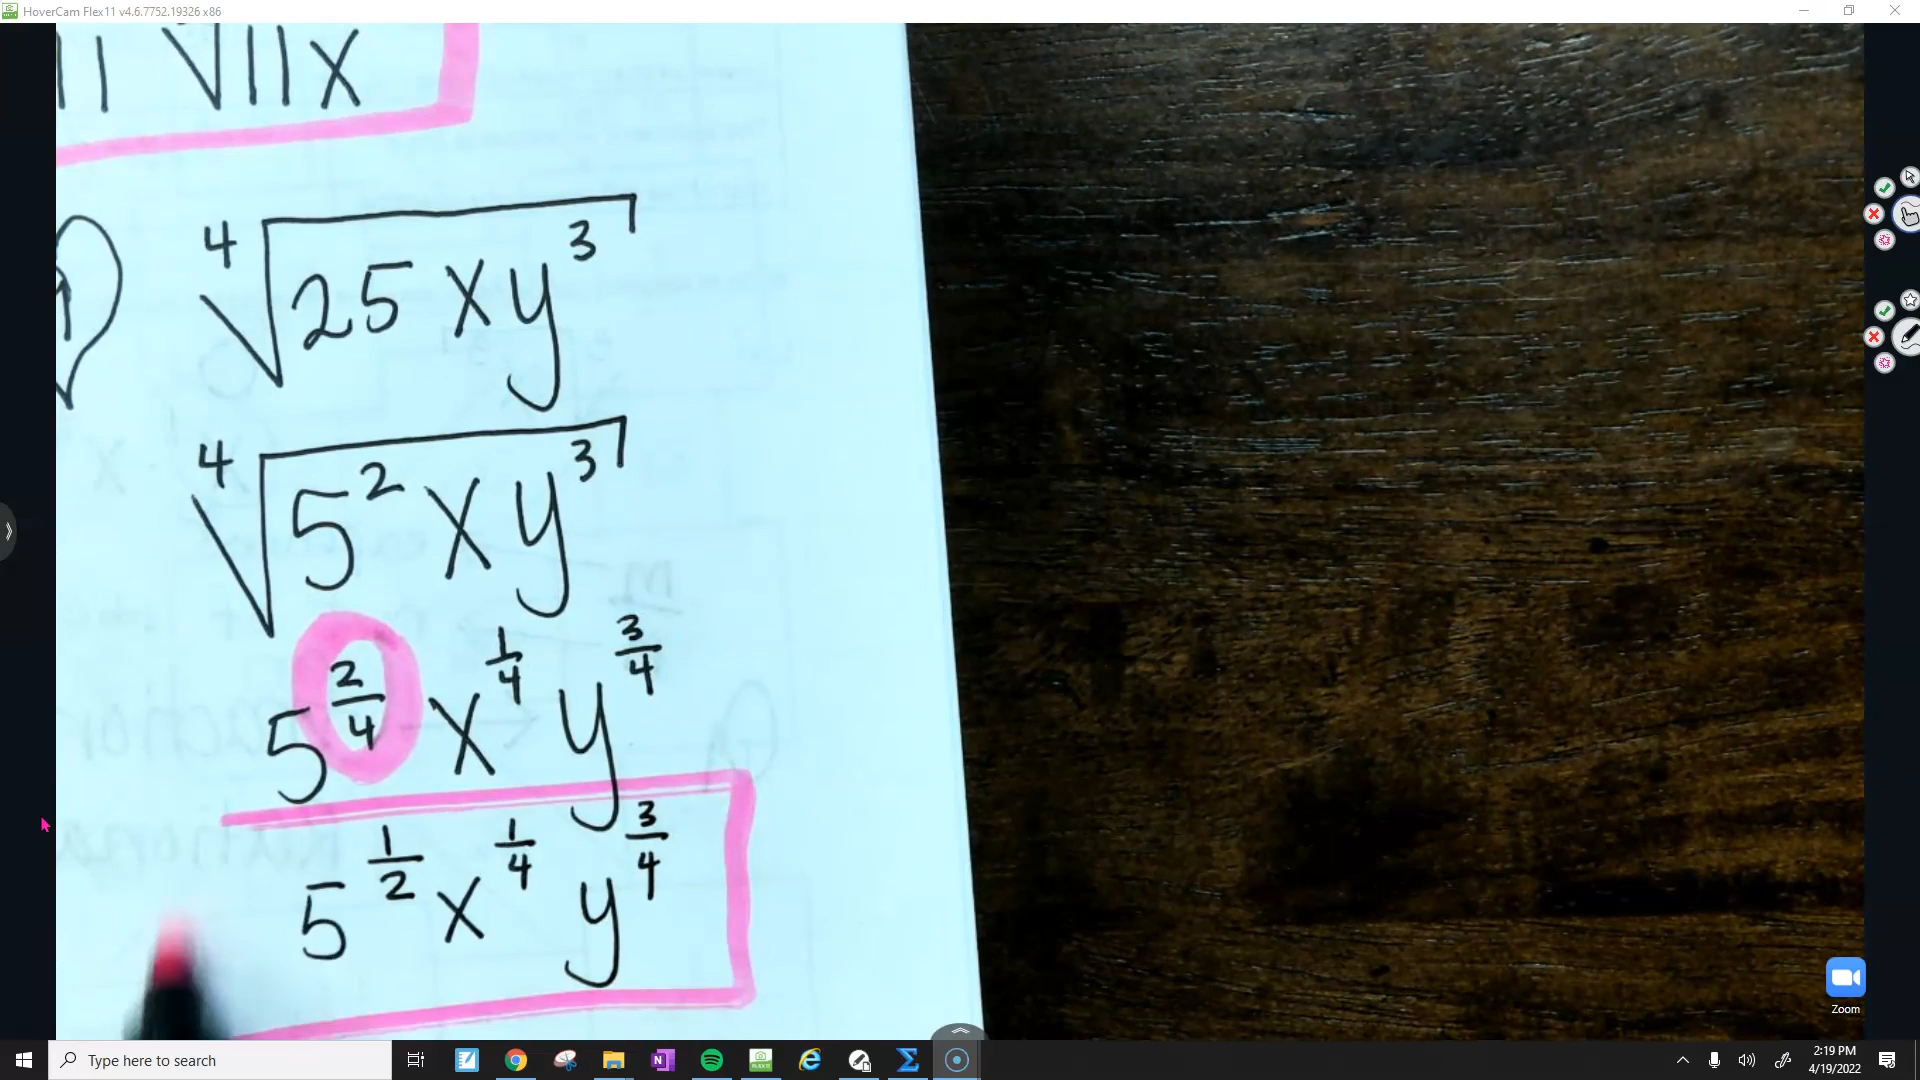 HoverCam Flex11 v4.6.7752.19326 x86
11 √11x
⁴√25xy³
⁴√5²xy³
5^(2/4) x^(1/4) y^(3/4)
5^(1/2) x^(1/4) y^(3/4)
Zoom
Type here to search
2:19 PM
4/19/2022